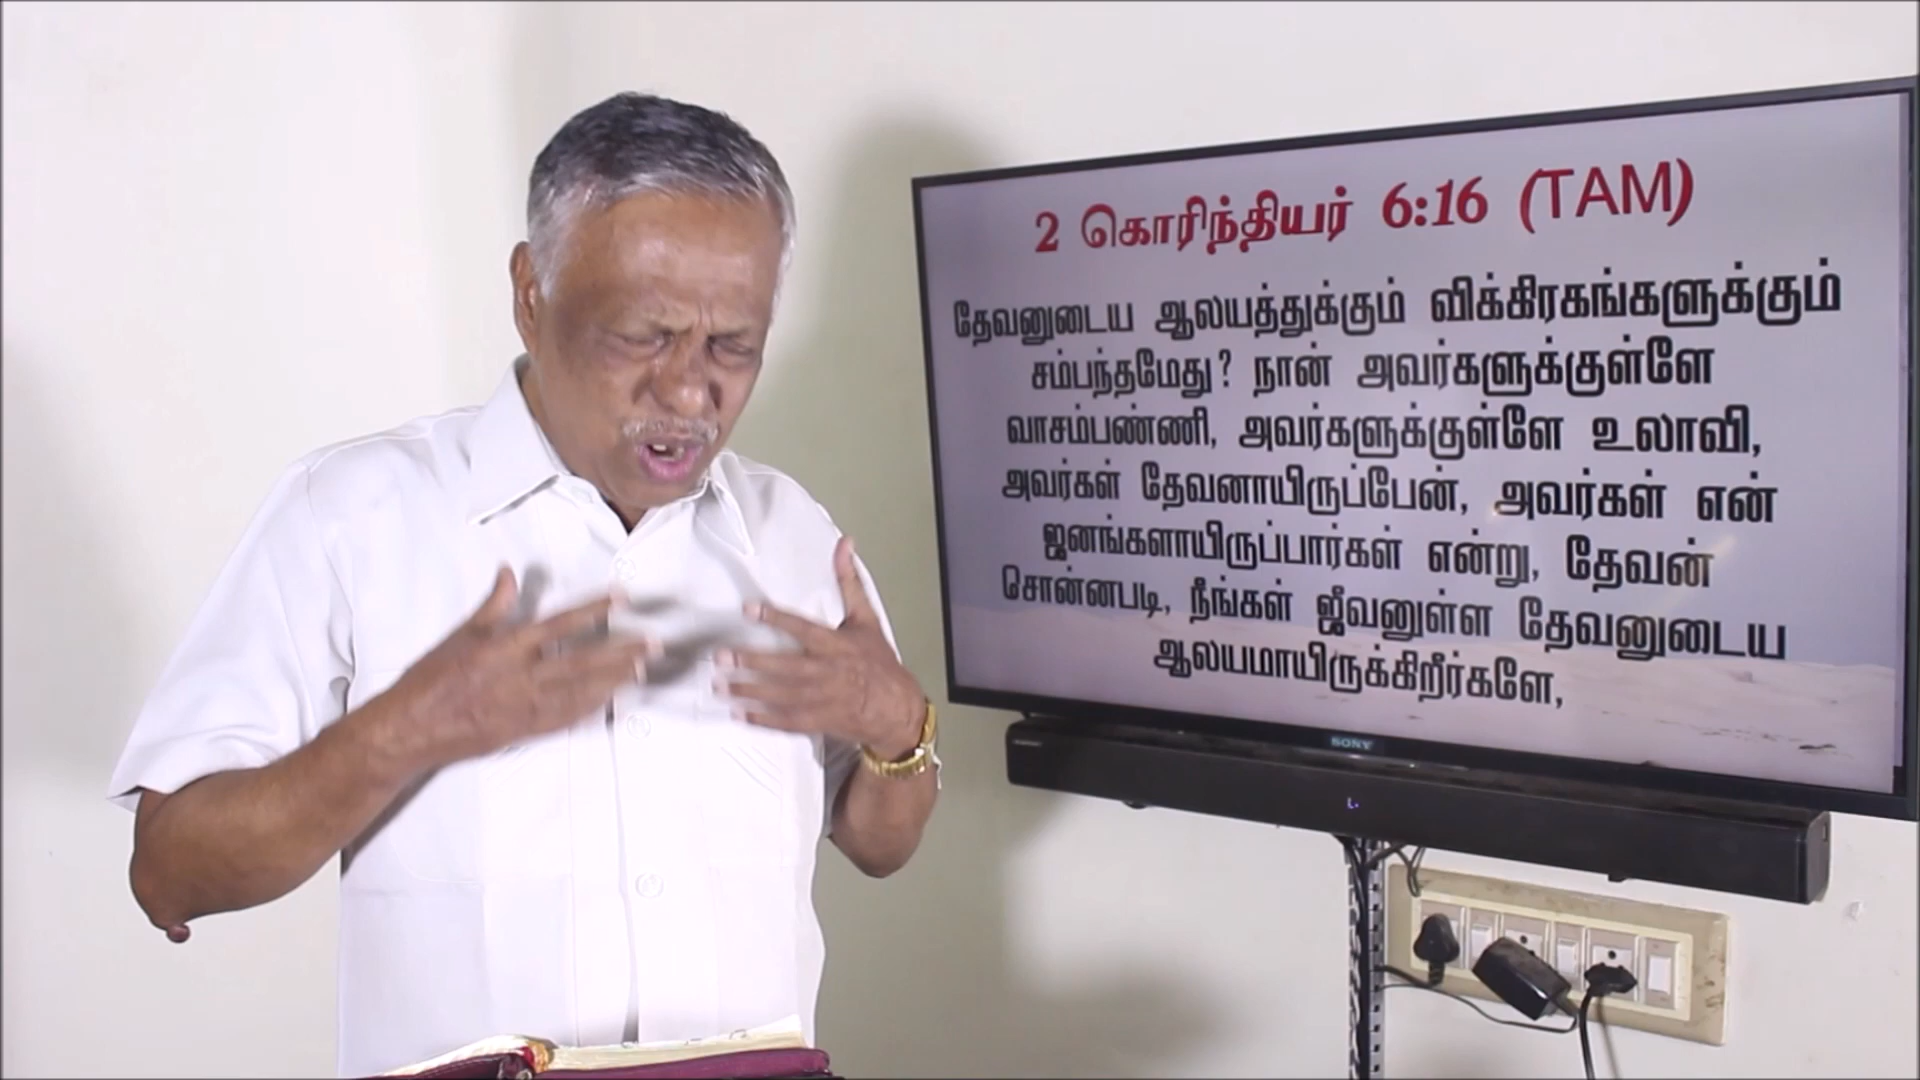 2 கொரிந்தியர் 6:16 (TAM)
தேவனுடைய ஆலயத்துக்கும் விக்கிரகங்களுக்கும்
சம்பந்தமேது? நான் அவர்களுக்குள்ளே
வாசம்பண்ணி, அவர்களுக்குள்ளே உலாவி,
அவர்கள் தேவனாயிருப்பேன், அவர்கள் என்
ஜனங்களாயிருப்பார்கள் என்று, தேவன்
சொன்னபடி, நீங்கள் ஜீவனுள்ள தேவனுடைய
ஆலயமாயிருக்கிறீர்களே,
SONY